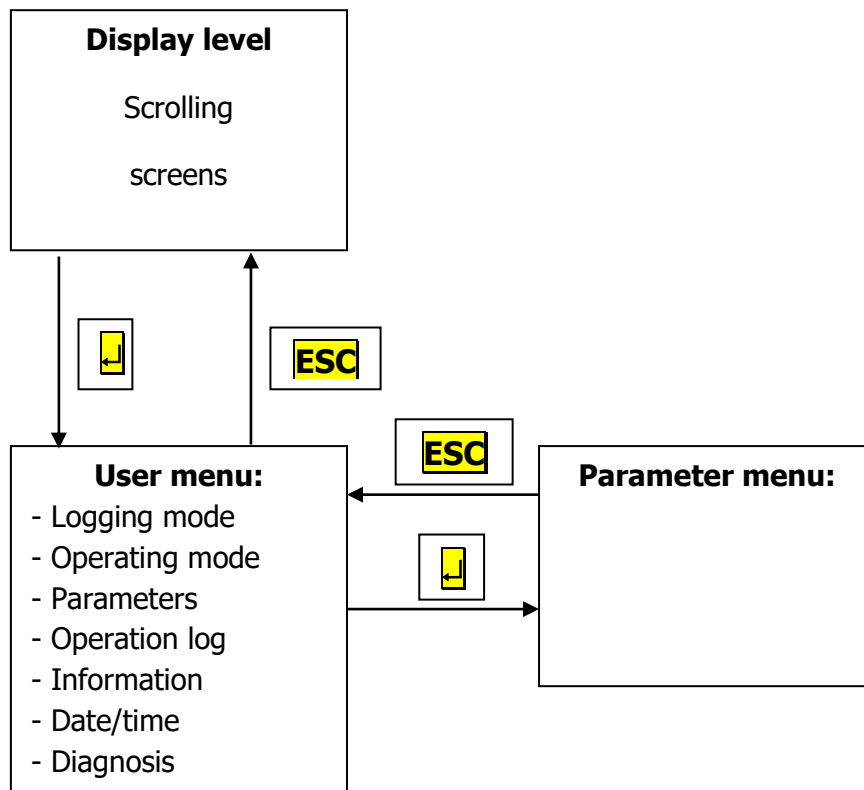 Display level
Scrolling
screens
↵
ESC
ESC
User menu:
- Logging mode
- Operating mode
- Parameters
- Operation log
- Information
- Date/time
- Diagnosis
↵
Parameter menu: